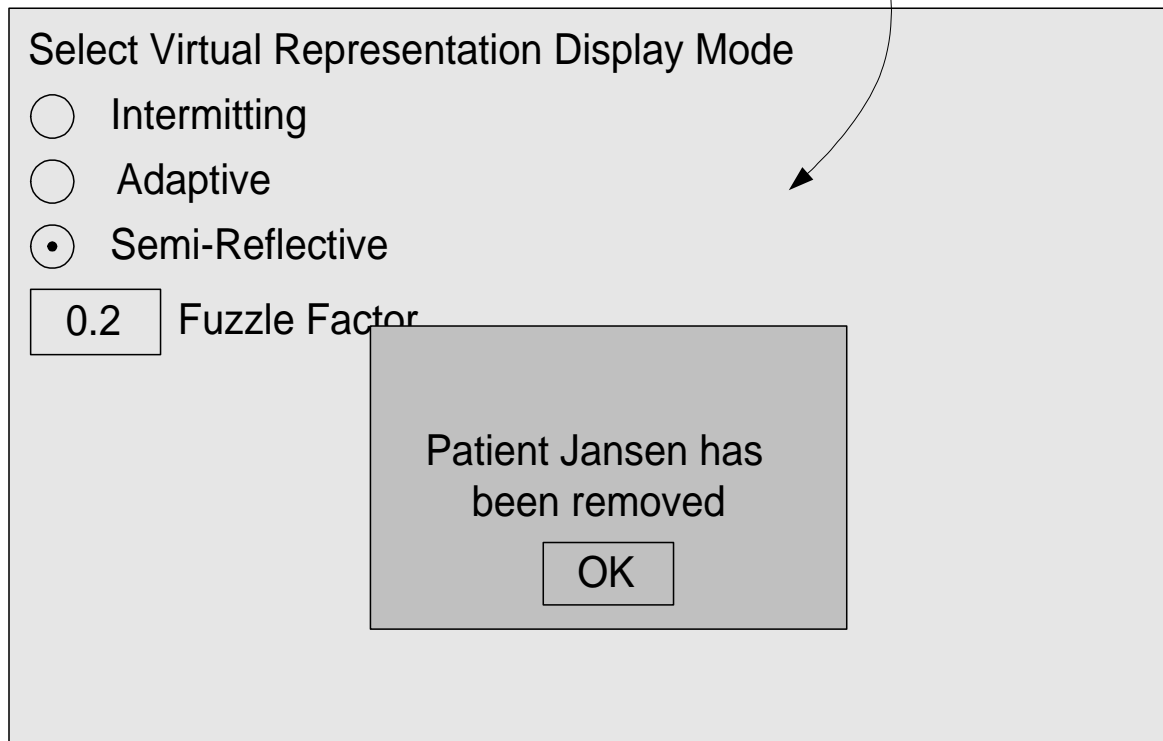 Select Virtual Representation Display Mode
Intermitting
Adaptive
Semi-Reflective
0.2 Fuzzle Factor
Patient Jansen has
been removed
OK